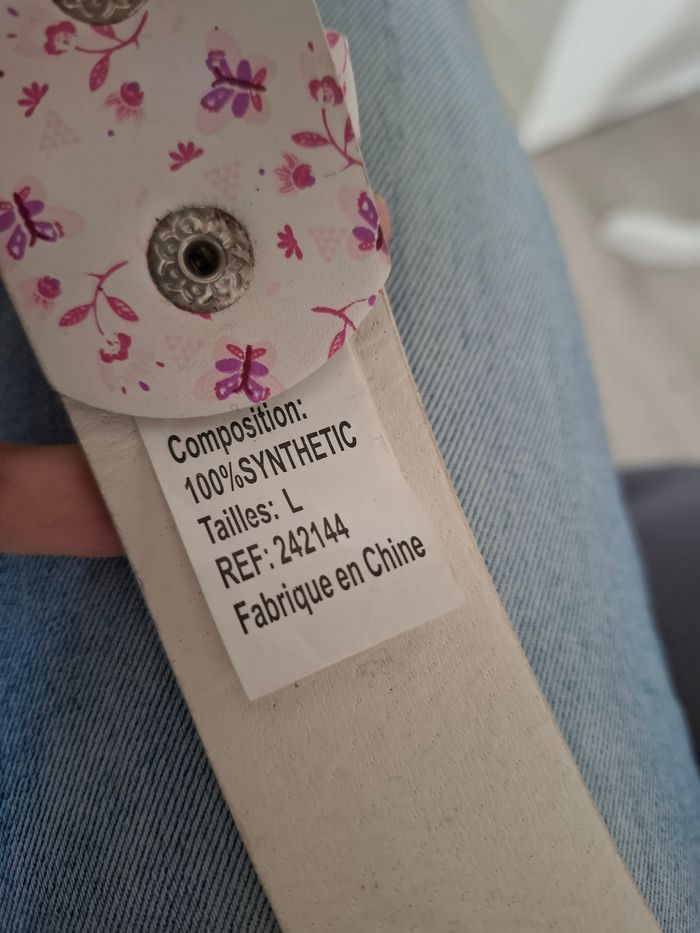 Composition:
100%SYNTHETIC
Tailles: L
REF: 242144
Fabrique en Chine